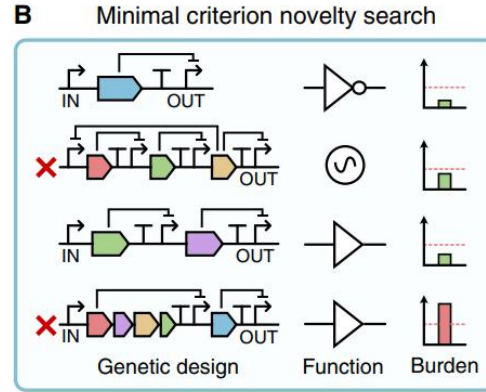 B Minimal criterion novelty search
IN OUT
OUT
IN OUT
IN OUT
Genetic design Function Burden